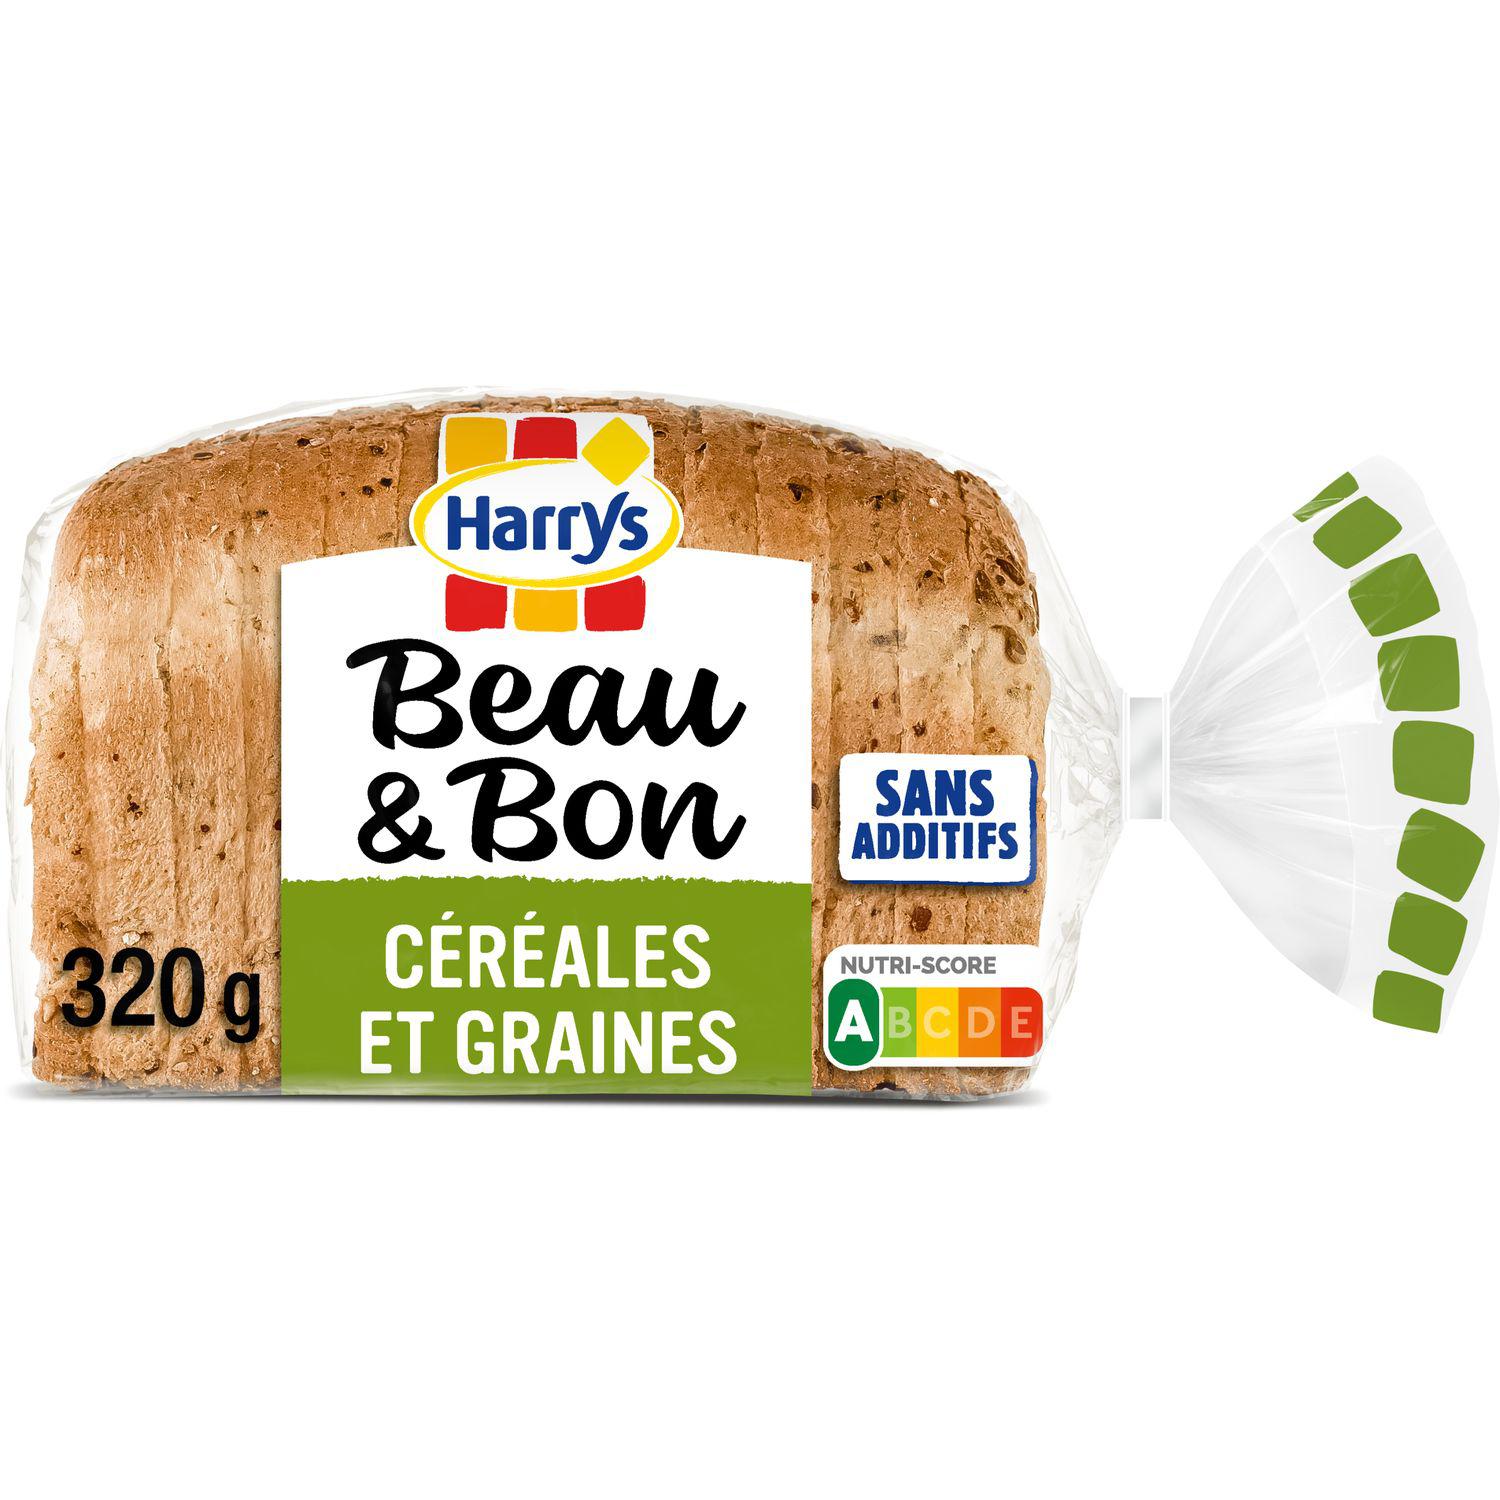 Harrys
Beau
& Bon
SANS
ADDITIFS
CÉRÉALES
ET GRAINES
320 g
NUTRI-SCORE
A B C D E